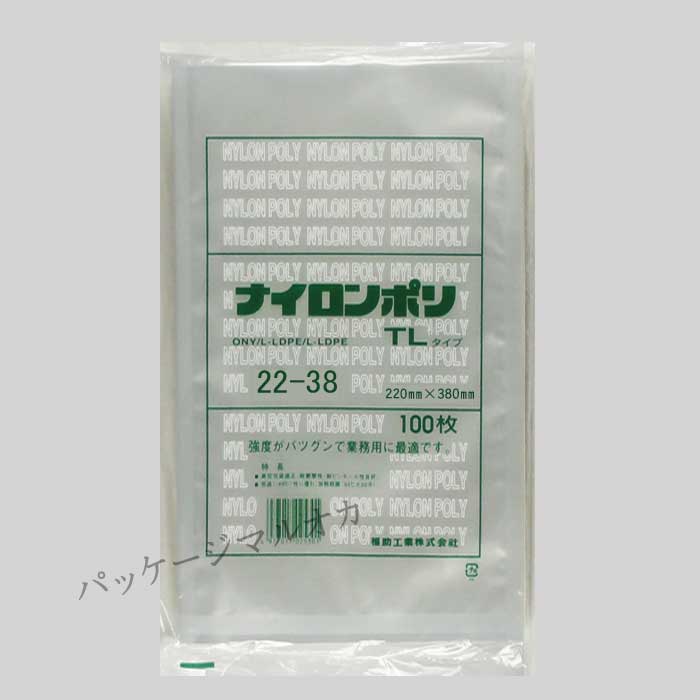 NYLON POLY NYLON POLY NYLON POLY
NYLON POLY NYLON POLY NYLON POLY
NYLON POLY NYLON POLY NYLON POLY
NYLON POLY NYLON POLY NYLON POLY
NYLON POLY NYLON POLY NYLON POLY
ナイロンポリ
ONY/L-LDPE/L-LDPE TLタイプ
22-38
220mm×380mm
NYLON POLY NYLON POLY
100枚
強度がバツグンで業務用に最適です。
特長
パッケージマルオカ
福助工業株式会社
プラ